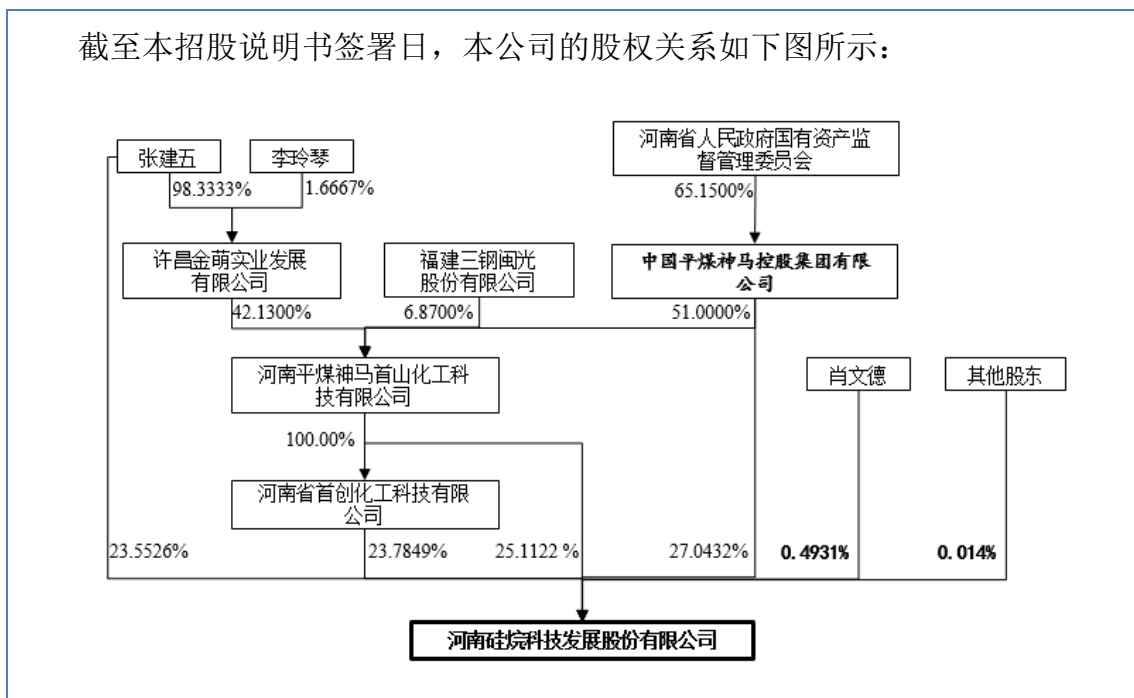 截至本招股说明书签署日，本公司的股权关系如下图所示：
张建五
李玲琴
河南省人民政府国有资产监
督管理委员会
98.3333%
1.6667%
65.1500%
许昌金萌实业发展
有限公司
福建三钢闽光
股份有限公司
中国平煤神马控股集团有限
公司
42.1300%
6.8700%
51.0000%
河南平煤神马首山化工科
技有限公司
肖文德
其他股东
100.00%
河南省首创化工科技有限
公司
23.5526%
23.7849%
25.1122 %
27.0432%
0.4931%
0.014%
河南硅烷科技发展股份有限公司